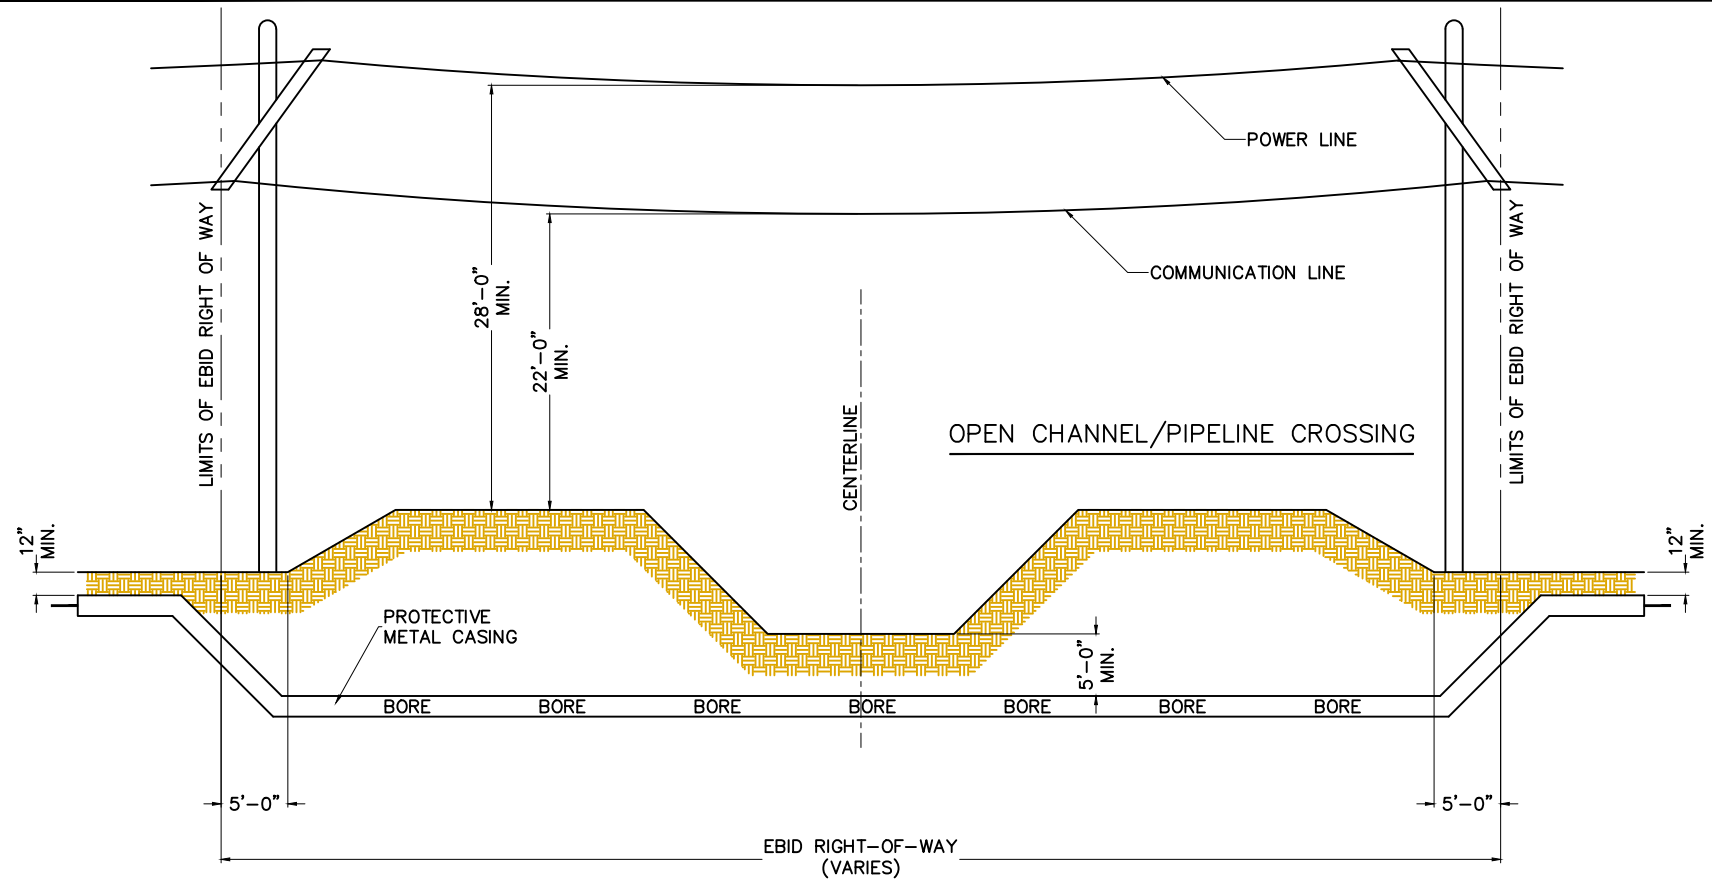 POWER LINE
COMMUNICATION LINE
LIMITS OF EBID RIGHT OF WAY
28'-0"
MIN.
22'-0"
MIN.
CENTERLINE
OPEN CHANNEL/PIPELINE CROSSING
LIMITS OF EBID RIGHT OF WAY
12"
MIN.
12"
MIN.
PROTECTIVE
METAL CASING
5'-0"
MIN.
BORE BORE BORE BORE BORE BORE BORE
5'-0"
5'-0"
EBID RIGHT-OF-WAY
(VARIES)